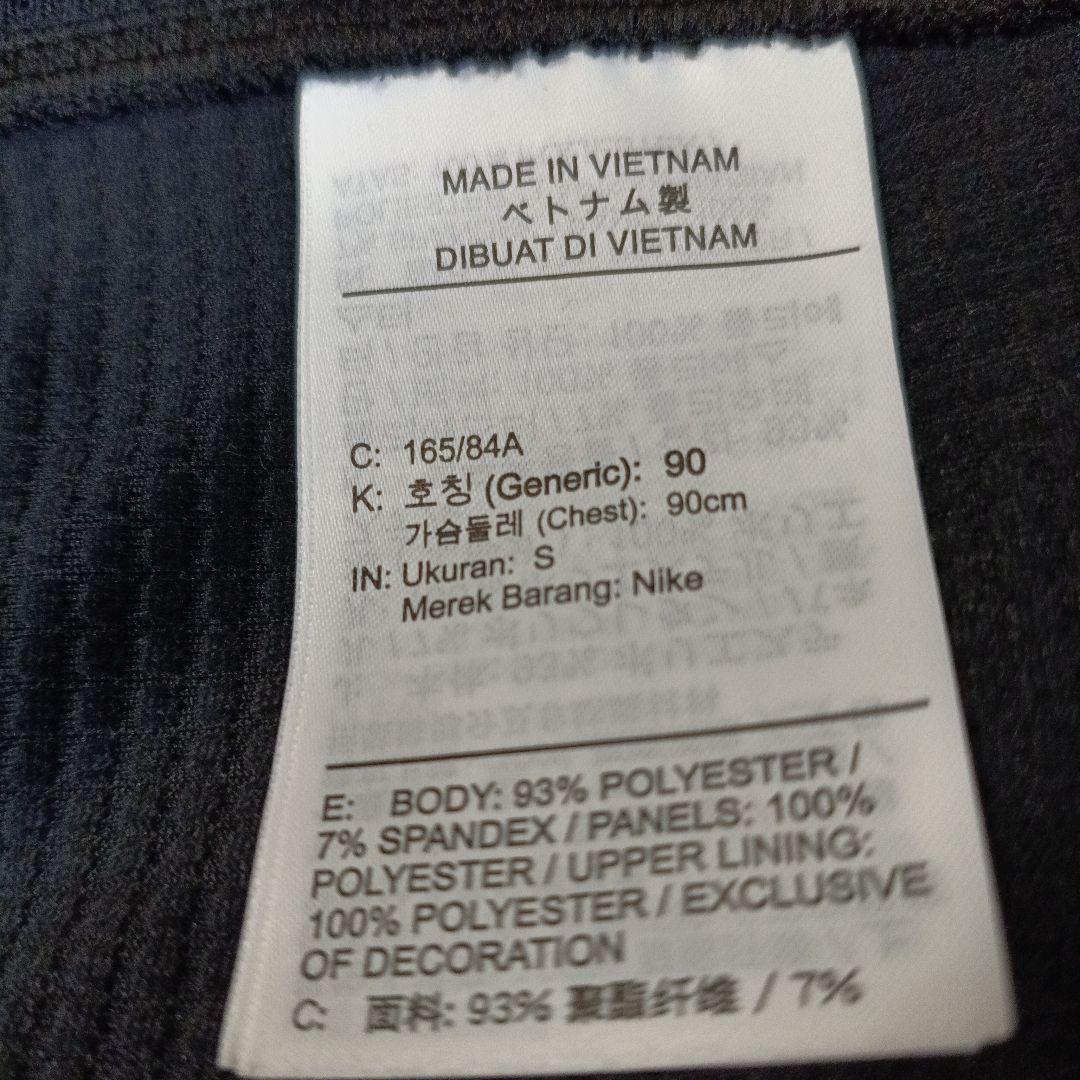 MADE IN VIETNAM
ベトナム製
DIBUAT DI VIETNAM
C: 165/84A
K: 호칭 (Generic): 90
가슴둘레 (Chest): 90cm
IN: Ukuran: S
Merek Barang: Nike
E: BODY: 93% POLYESTER /
7% SPANDEX / PANELS: 100%
POLYESTER / UPPER LINING:
100% POLYESTER / EXCLUSIVE
OF DECORATION
C: 面料: 93% 聚酯纤维 / 7%